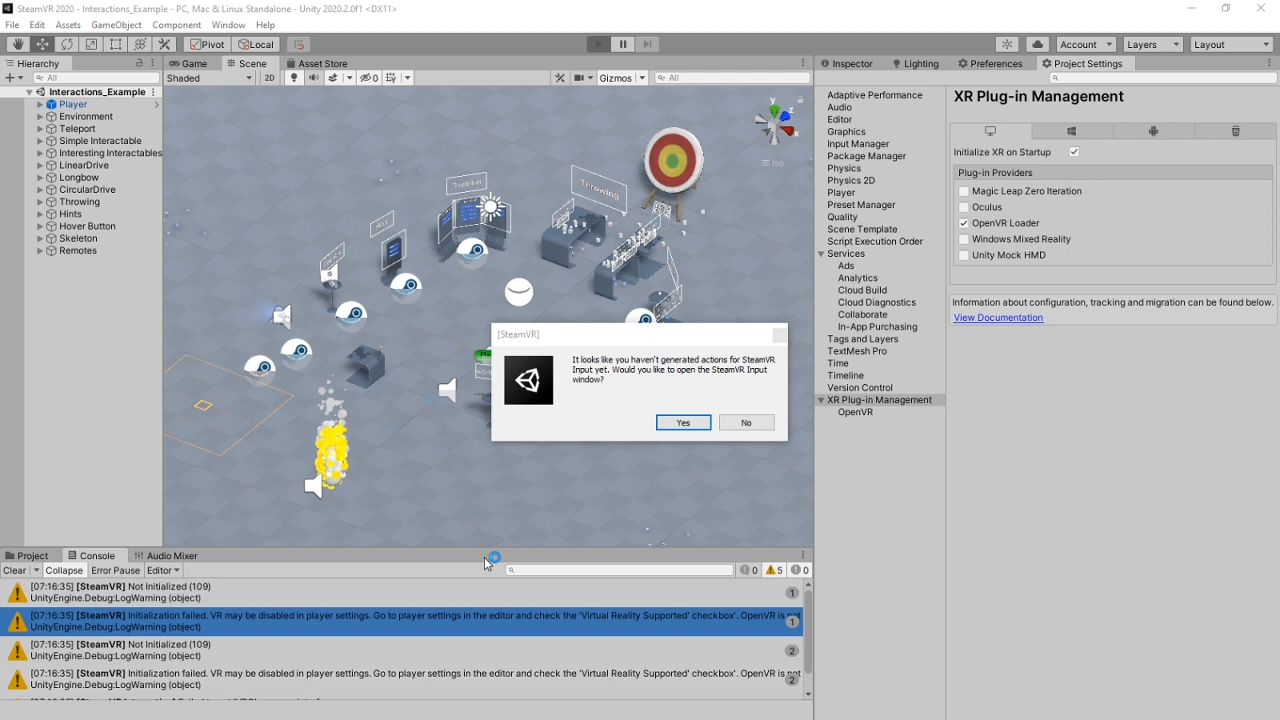 SteamVR 2020 - Interactions_Example - PC, Mac & Linux Standalone - Unity 2020.2.0f1 <DX11>
File Edit Assets GameObject Component Window Help
Pivot Local Account Layers Layout
Hierarchy Game Scene Asset Store Inspector Lighting Preferences Project Settings
All Shaded 2D 0 Gizmos All
Interactions_Example
Player
Environment
Teleport
Simple Interactable
Interesting Interactables
LinearDrive
Longbow
CircularDrive
Throwing
Hints
Hover Button
Skeleton
Remotes
y
z
Iso
Throwing
[SteamVR]
It looks like you haven't generated actions for SteamVR
Input yet. Would you like to open the SteamVR Input
window?
Yes No
Adaptive Performance
Audio
Editor
Graphics
Input Manager
Package Manager
Physics
Physics 2D
Player
Preset Manager
Quality
Scene Template
Script Execution Order
Services
Ads
Analytics
Cloud Build
Cloud Diagnostics
Collaborate
In-App Purchasing
Tags and Layers
TextMesh Pro
Time
Timeline
Version Control
XR Plug-in Management
OpenVR
XR Plug-in Management
Initialize XR on Startup
Plug-in Providers
Magic Leap Zero Iteration
Oculus
OpenVR Loader
Windows Mixed Reality
Unity Mock HMD
Information about configuration, tracking and migration can be found below.
View Documentation
Project Console Audio Mixer
Clear Collapse Error Pause Editor 0 5 0
[07:16:35] [SteamVR] Not Initialized (109)
UnityEngine.Debug:LogWarning (object)
1
[07:16:35] [SteamVR] Initialization failed. VR may be disabled in player settings. Go to player settings in the editor and check the 'Virtual Reality Supported' checkbox'. OpenVR is not
UnityEngine.Debug:LogWarning (object)
1
[07:16:35] [SteamVR] Not Initialized (109)
UnityEngine.Debug:LogWarning (object)
2
[07:16:35] [SteamVR] Initialization failed. VR may be disabled in player settings. Go to player settings in the editor and check the 'Virtual Reality Supported' checkbox'. OpenVR is not
UnityEngine.Debug:LogWarning (object)
2